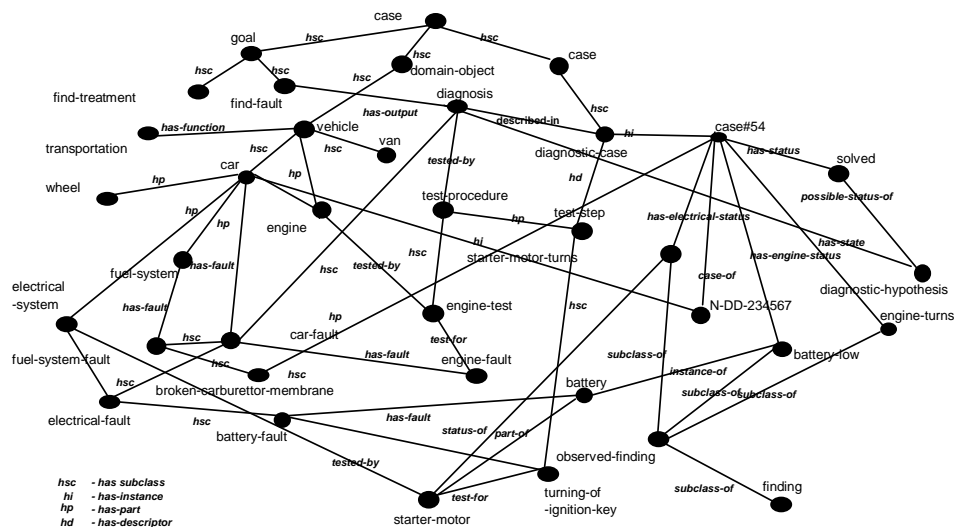 case
hsc
hsc
goal
hsc
case
hsc
domain-object
hsc
find-treatment
find-fault
hsc
diagnosis
hsc
has-output
described-in
case#54
has-function
vehicle
hi
transportation
hsc
hsc
van
diagnostic-case
has-status
solved
tested-by
car
hd
wheel
hp
hp
test-procedure
possible-status-of
hp
hp
engine
hp
test-step
has-electrical-status
hi
has-state
has-engine-status
fuel-system
has-fault
hsc
tested-by
hsc
starter-motor-turns
case-of
electrical
-system
diagnostic-hypothesis
has-fault
hsc
N-DD-234567
engine-test
engine-turns
hp
car-fault
fuel-system-fault
hsc
test-for
has-fault
engine-fault
subclass-of
battery-low
hsc
hsc
broken-carburettor-membrane
hsc
instance-of
battery
subclass-of
subclass-of
electrical-fault
hsc
battery-fault
has-fault
status-of
part-of
observed-finding
tested-by
test-for
starter-motor
turning-of
-ignition-key
subclass-of
finding
hsc - has subclass
hi - has-instance
hp - has-part
hd - has-descriptor